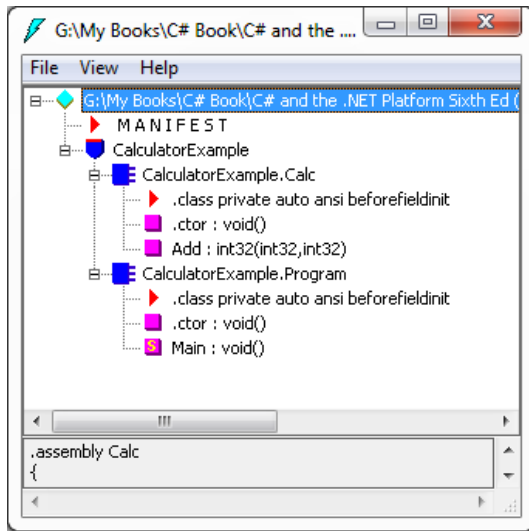 G:\My Books\C# Book\C# and the ....
File View Help
G:\My Books\C# Book\C# and the .NET Platform Sixth Ed (
M A N I F E S T
CalculatorExample
CalculatorExample.Calc
.class private auto ansi beforefieldinit
.ctor : void()
Add : int32(int32,int32)
CalculatorExample.Program
.class private auto ansi beforefieldinit
.ctor : void()
S Main : void()
.assembly Calc
{